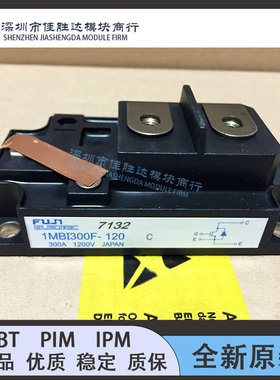 深圳市佳胜达模块商行
SHENZHEN JIASHENGDA MODULE FIRM
FUJI
ELECTRIC
7132
1MBI300F-120 C
300A 1200V JAPAN
C
G
E
E
BT PIM IPM
品 优质 稳定 质保
全新原装